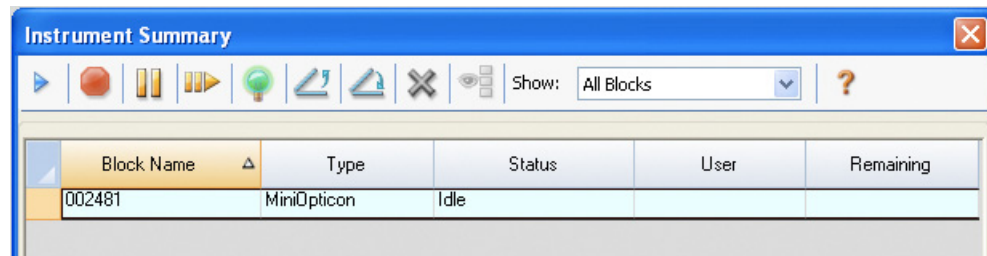 Instrument Summary
Show: All Blocks ?
Block Name Type Status User Remaining
002481 MiniOpticon Idle